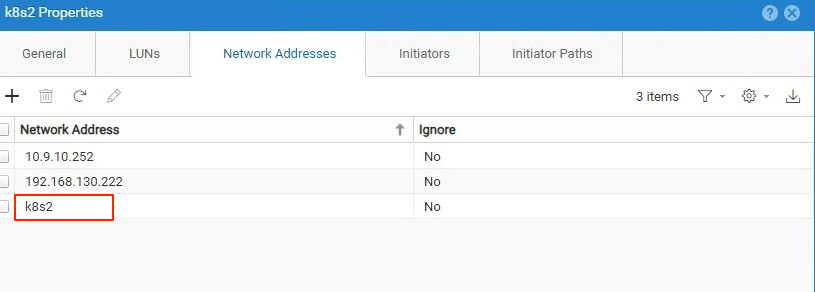 k8s2 Properties
General LUNs Network Addresses Initiators Initiator Paths
3 items
Network Address Ignore
10.9.10.252 No
192.168.130.222 No
k8s2 No